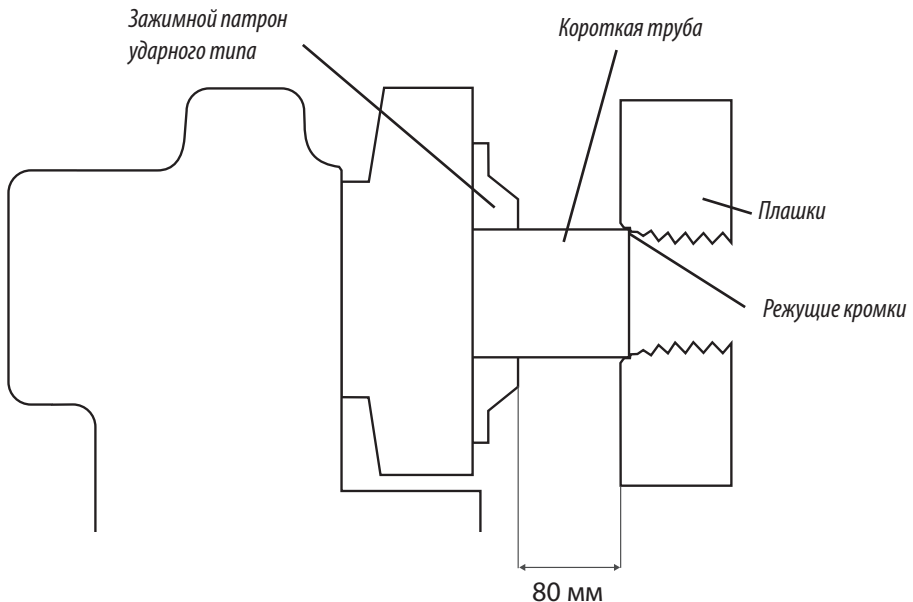 Зажимной патрон
ударного типа
Короткая труба
Плашки
Режущие кромки
80 мм